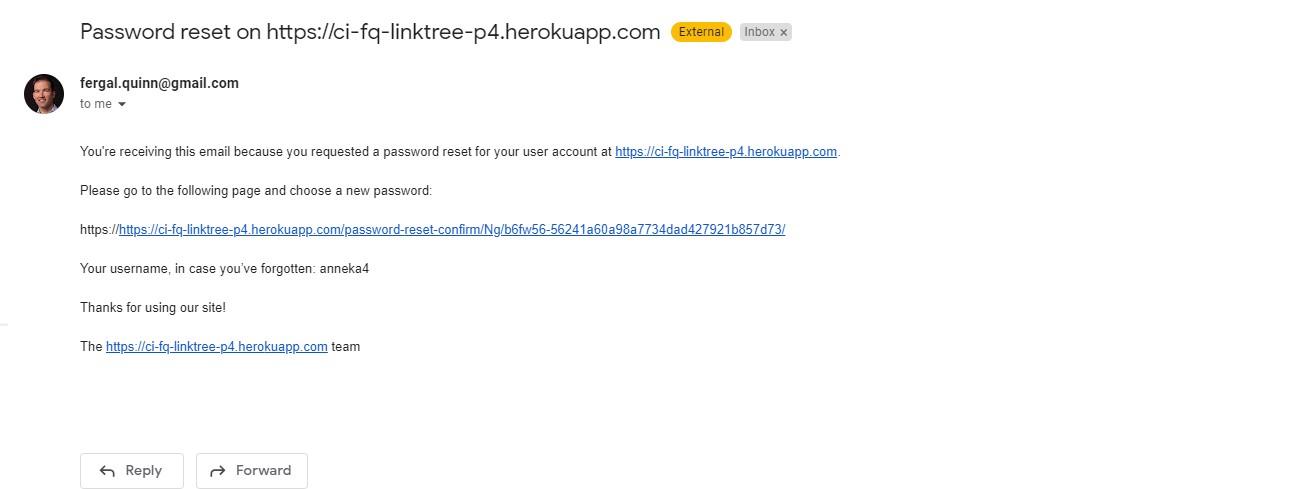 Password reset on https://ci-fq-linktree-p4.herokuapp.com External Inbox ×
fergal.quinn@gmail.com
to me
You're receiving this email because you requested a password reset for your user account at https://ci-fq-linktree-p4.herokuapp.com.
Please go to the following page and choose a new password:
https://https://ci-fq-linktree-p4.herokuapp.com/password-reset-confirm/Ng/b6fw56-56241a60a98a7734dad427921b857d73/
Your username, in case you’ve forgotten: anneka4
Thanks for using our site!
The https://ci-fq-linktree-p4.herokuapp.com team
Reply Forward